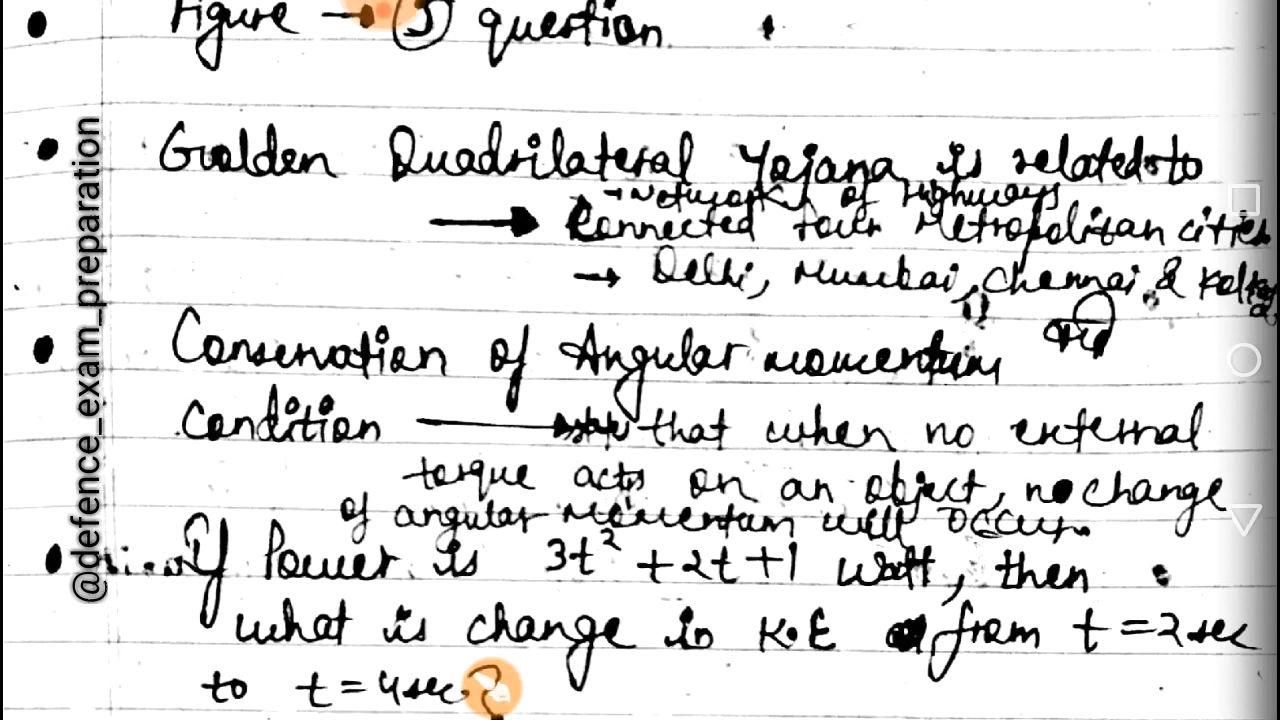 Figure → 5 question
Golden Quadrilateral Yojana is related to
→ Network of Highways
→ Connected four Metropolitan cities
→ Delhi, Mumbai, Chennai & Kolkata
Conservation of Angular momentum
condition → that when no external
torque acts on an object, no change
of angular momentum will occur.
If Power is 3t² + 2t + 1 watt, then
what is change in K.E from t = 2 sec
to t = 4 sec?
@defence_exam_preparation